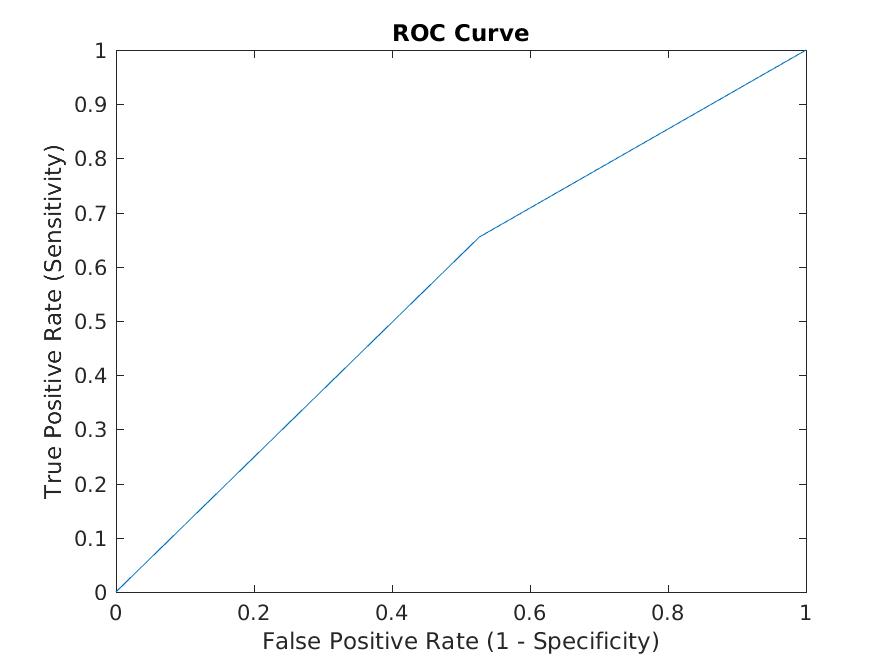 ROC Curve
1
0.9
0.8
0.7
0.6
0.5
0.4
0.3
0.2
0.1
0
True Positive Rate (Sensitivity)
0 0.2 0.4 0.6 0.8 1
False Positive Rate (1 - Specificity)